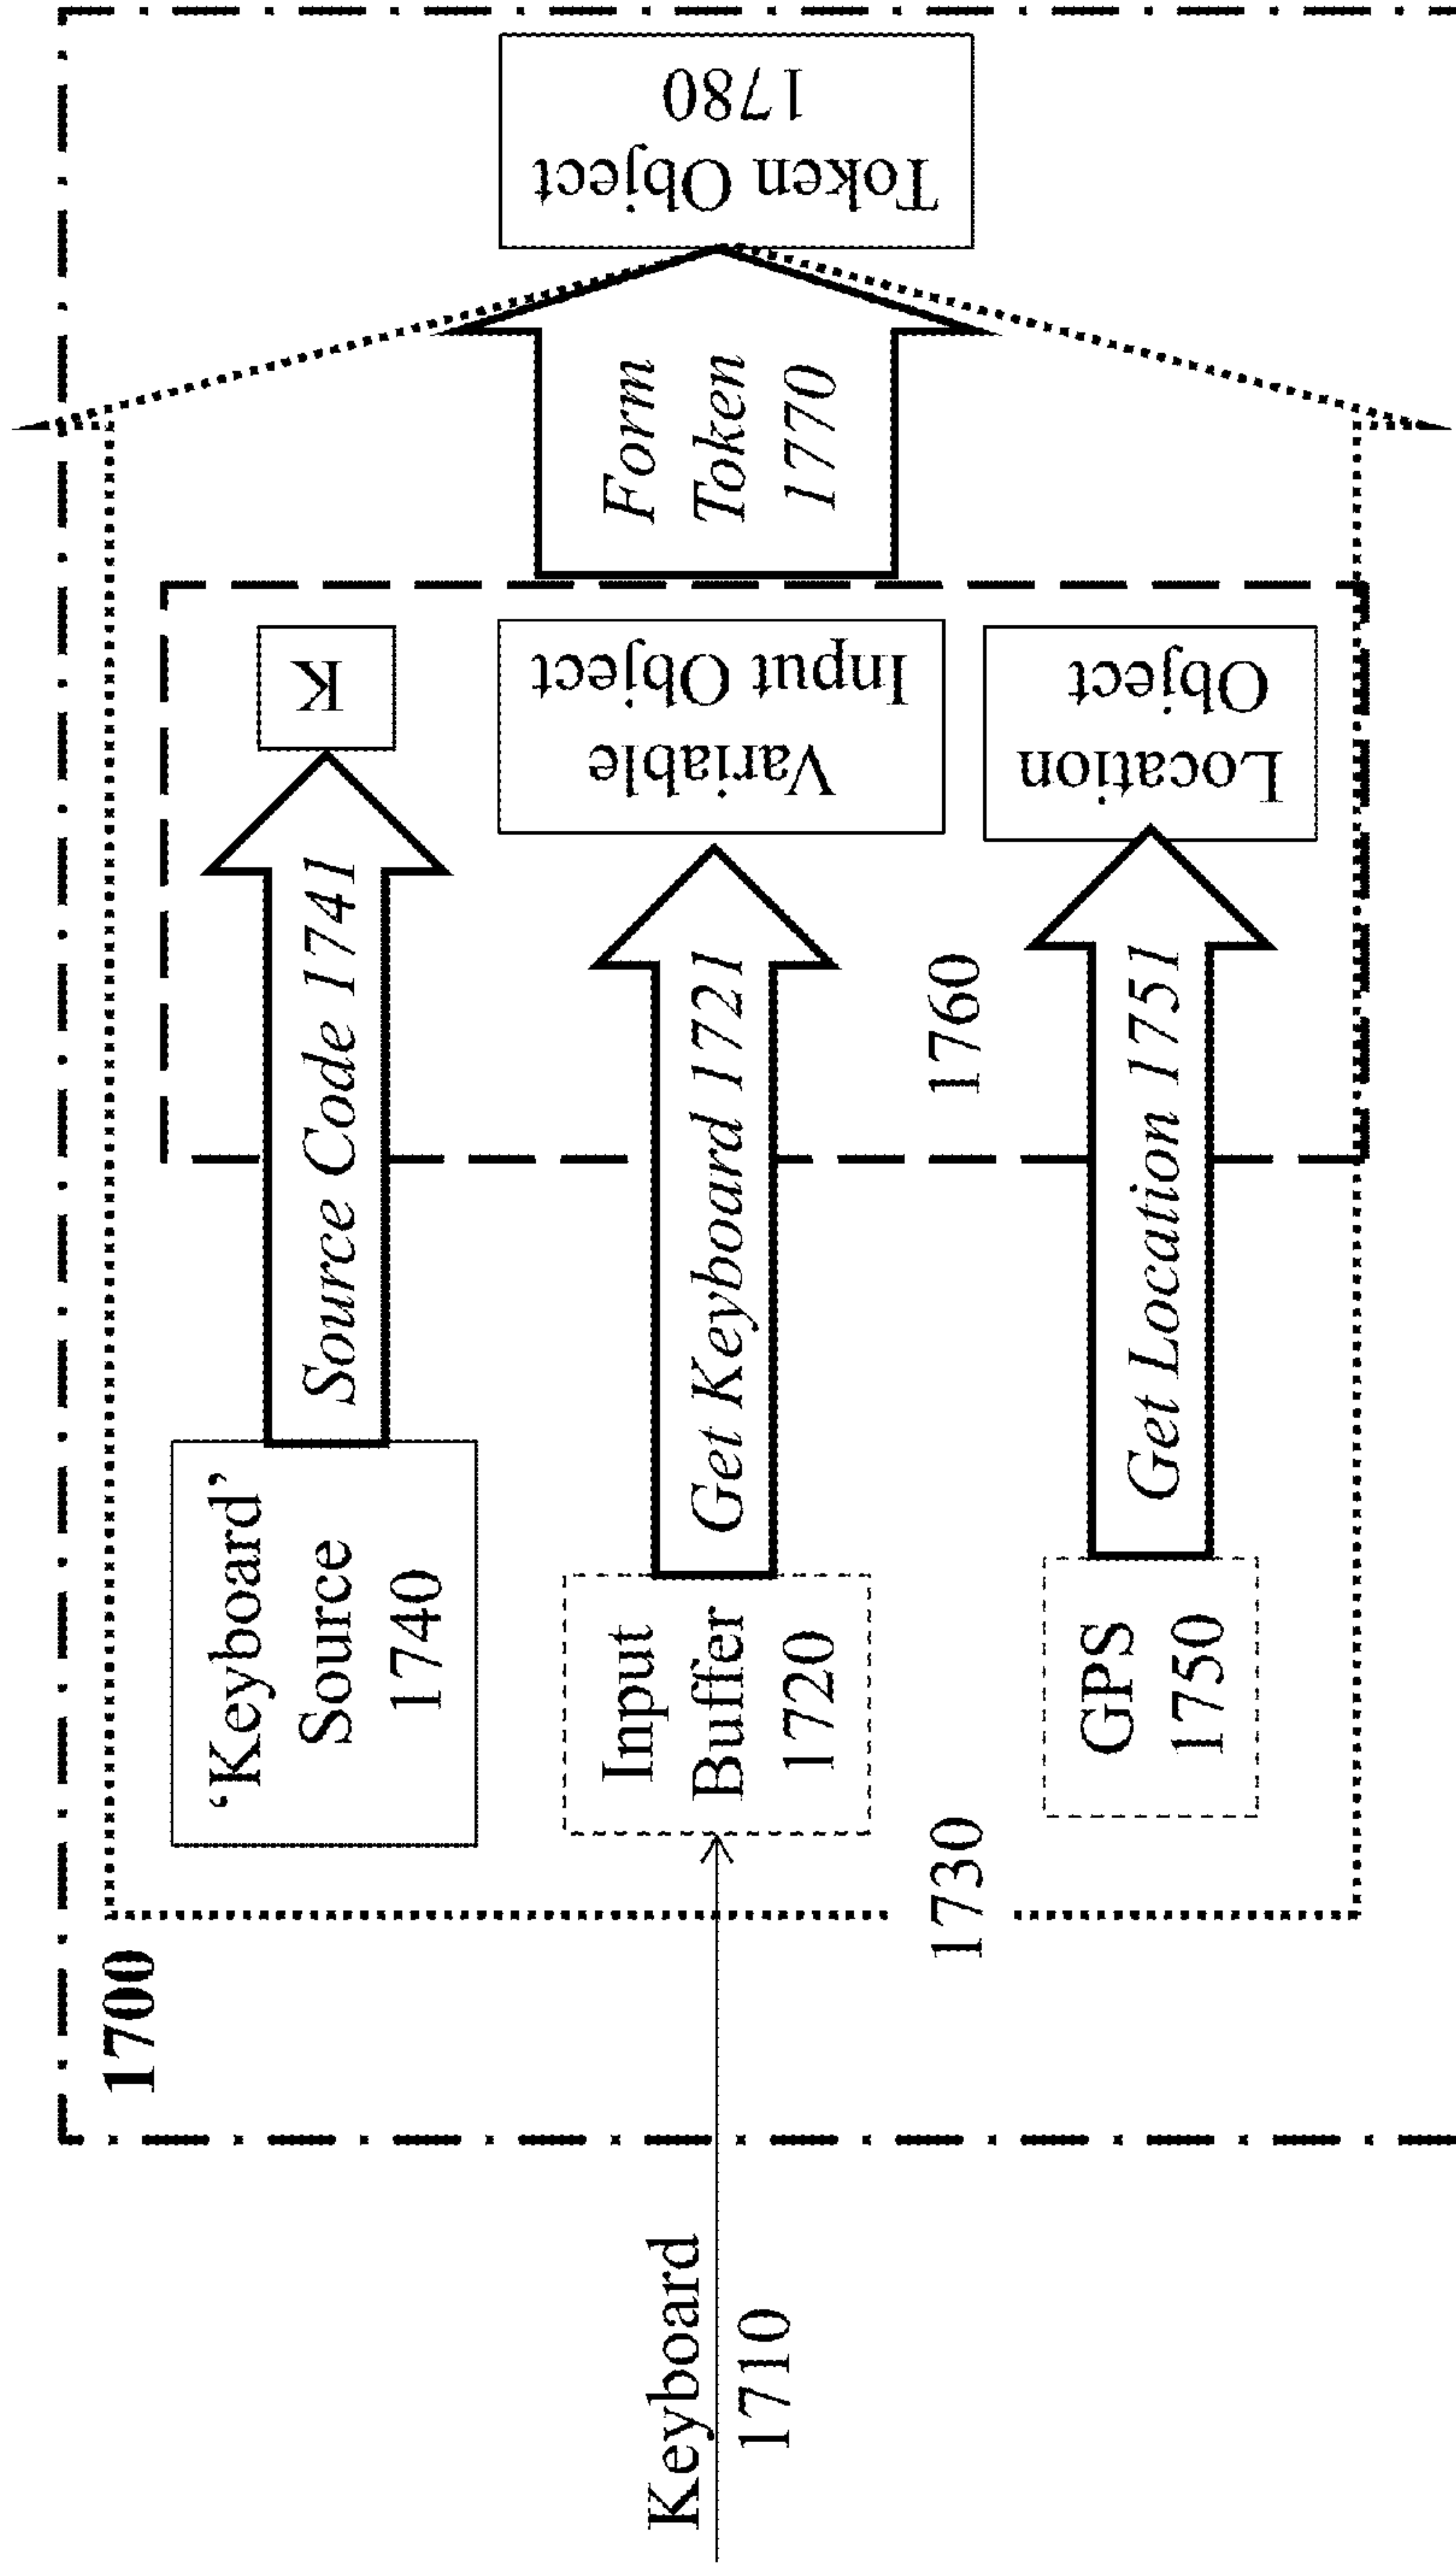 1700
Keyboard
1710
1730
'Keyboard'
Source
1740
Source Code 1741
K
Input
Buffer
1720
Get Keyboard 1721
Variable
Input Object
GPS
1750
Get Location 1751
Location
Object
1760
Form
Token
1770
Token Object
1780